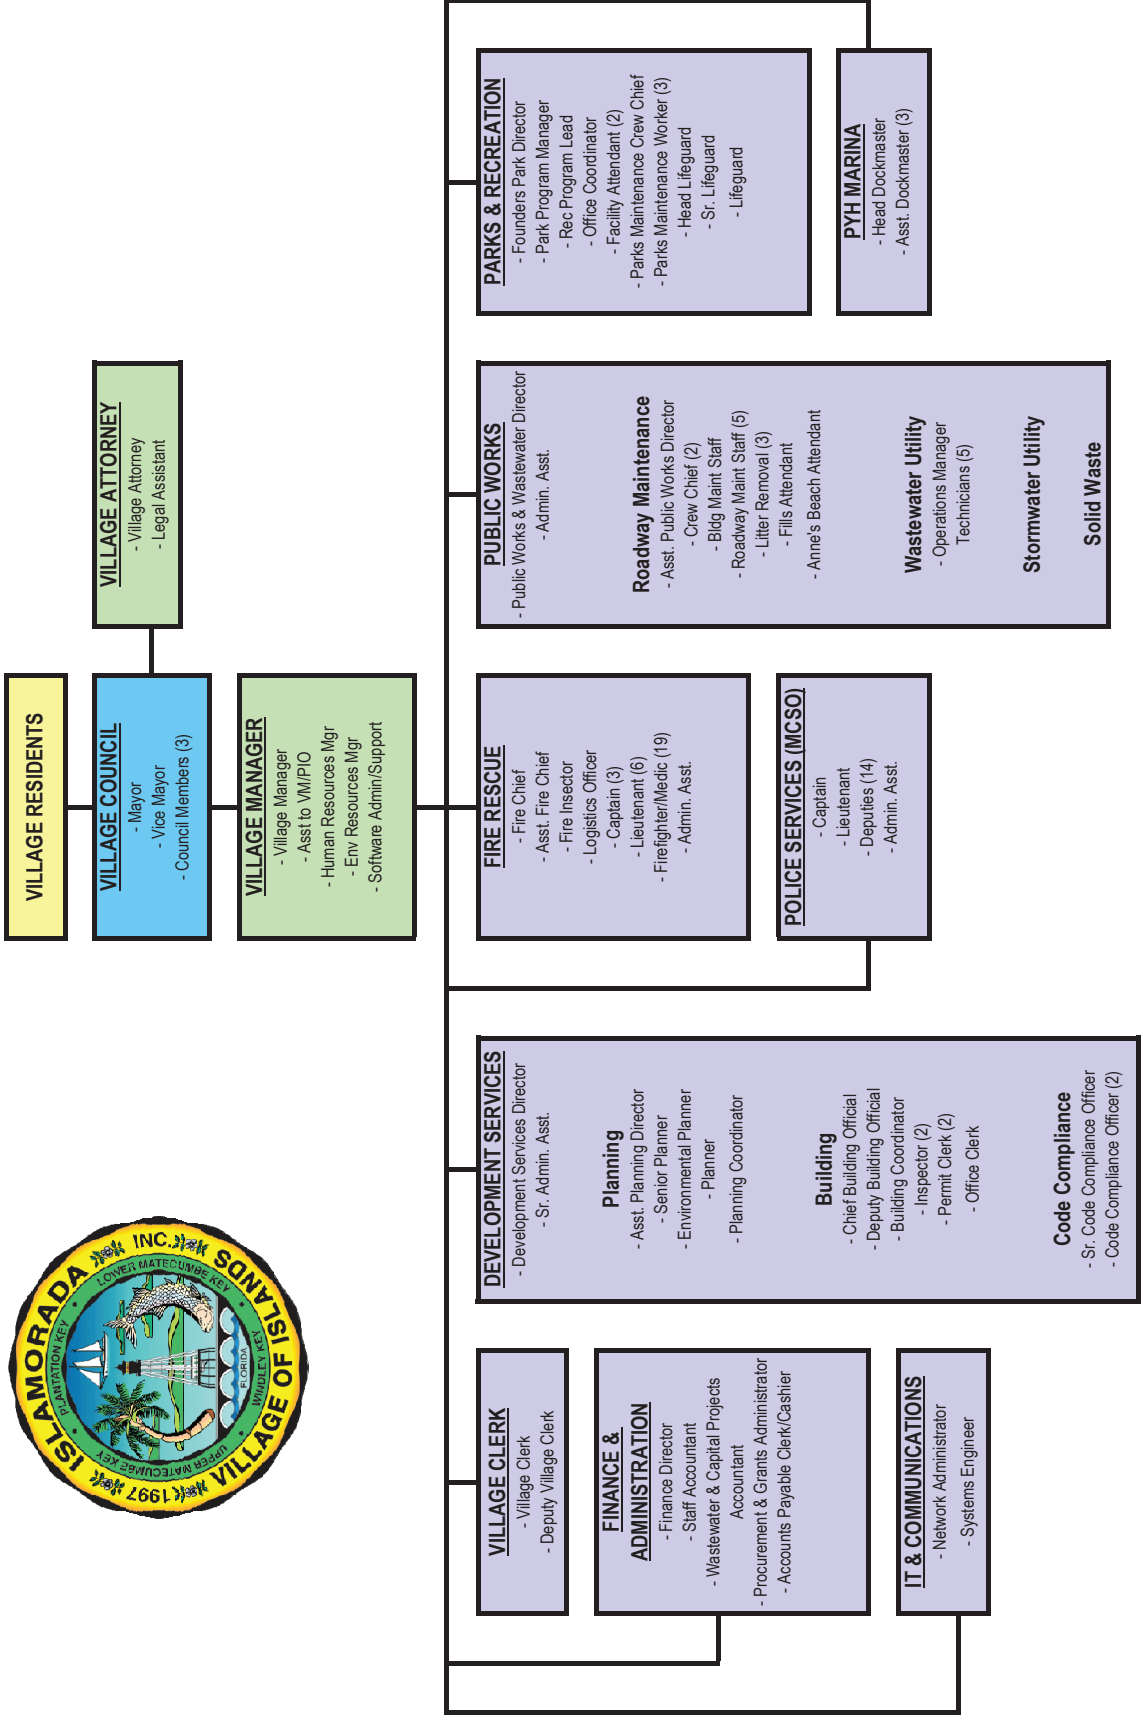 ISLAMORADA
VILLAGE OF ISLANDS
INC.
1997
PLANTATION KEY
LOWER MATECUMBE KEY
UPPER MATECUMBE KEY
WINDLEY KEY
FLORIDA
VILLAGE RESIDENTS
VILLAGE COUNCIL
- Mayor
- Vice Mayor
- Council Members (3)
VILLAGE ATTORNEY
- Village Attorney
- Legal Assistant
VILLAGE MANAGER
- Village Manager
- Asst to VM/PIO
- Human Resources Mgr
- Env Resources Mgr
- Software Admin/Support
VILLAGE CLERK
- Village Clerk
- Deputy Village Clerk
FINANCE &
ADMINISTRATION
- Finance Director
- Staff Accountant
- Wastewater & Capital Projects
Accountant
- Procurement & Grants Administrator
- Accounts Payable Clerk/Cashier
IT & COMMUNICATIONS
- Network Administrator
- Systems Engineer
DEVELOPMENT SERVICES
- Development Services Director
- Sr. Admin. Asst.
Planning
- Asst. Planning Director
- Senior Planner
- Environmental Planner
- Planner
- Planning Coordinator
Building
- Chief Building Official
- Deputy Building Official
- Building Coordinator
- Inspector (2)
- Permit Clerk (2)
- Office Clerk
Code Compliance
- Sr. Code Compliance Officer
- Code Compliance Officer (2)
FIRE RESCUE
- Fire Chief
- Asst. Fire Chief
- Fire Insector
- Logistics Officer
- Captain (3)
- Lieutenant (6)
- Firefighter/Medic (19)
- Admin. Asst.
POLICE SERVICES (MCSO)
- Captain
- Lieutenant
- Deputies (14)
- Admin. Asst.
PUBLIC WORKS
- Public Works & Wastewater Director
- Admin. Asst.
Roadway Maintenance
- Asst. Public Works Director
- Crew Chief (2)
- Bldg Maint Staff
- Roadway Maint Staff (5)
- Litter Removal (3)
- Fills Attendant
- Anne's Beach Attendant
Wastewater Utility
- Operations Manager
Technicians (5)
Stormwater Utility
Solid Waste
PARKS & RECREATION
- Founders Park Director
- Park Program Manager
- Rec Program Lead
- Office Coordinator
- Facility Attendant (2)
- Parks Maintenance Crew Chief
- Parks Maintenance Worker (3)
- Head Lifeguard
- Sr. Lifeguard
- Lifeguard
PYH MARINA
- Head Dockmaster
- Asst. Dockmaster (3)